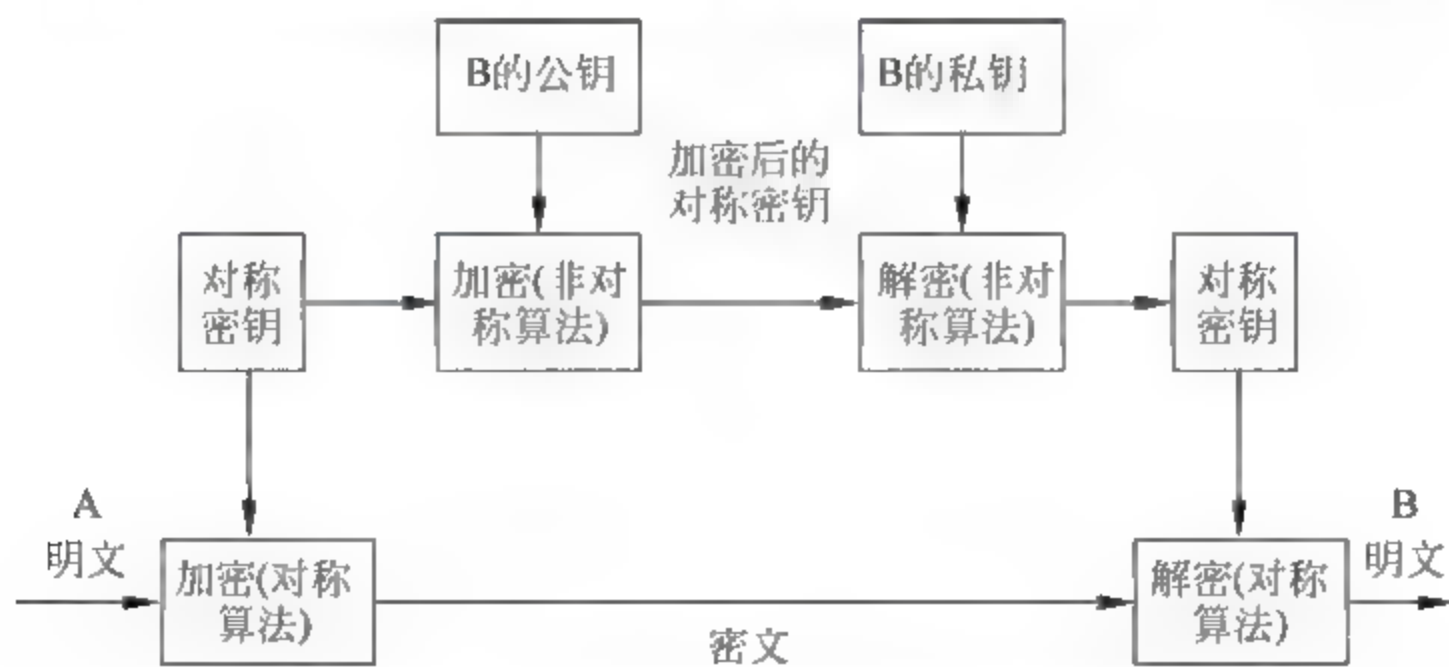 B的公钥
B的私钥
加密后的
对称密钥
对称
密钥
加密(非对
称算法)
解密(非对
称算法)
对称
密钥
A
明文
加密(对称
算法)
密文
解密(对称
算法)
B
明文